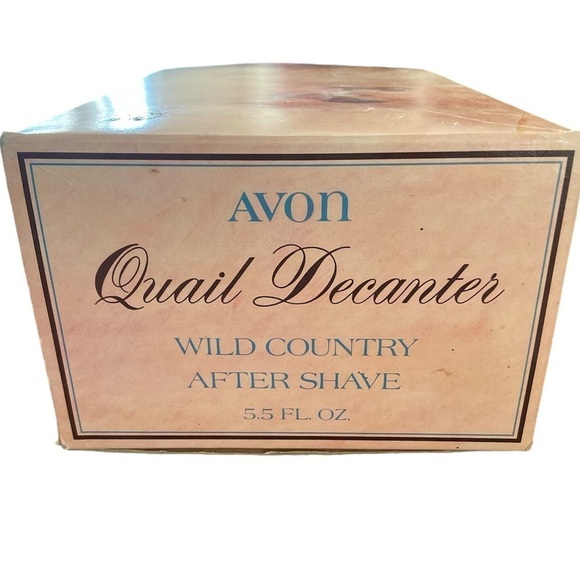 AVON
Quail Decanter
WILD COUNTRY
AFTER SHAVE
5.5 FL. OZ.